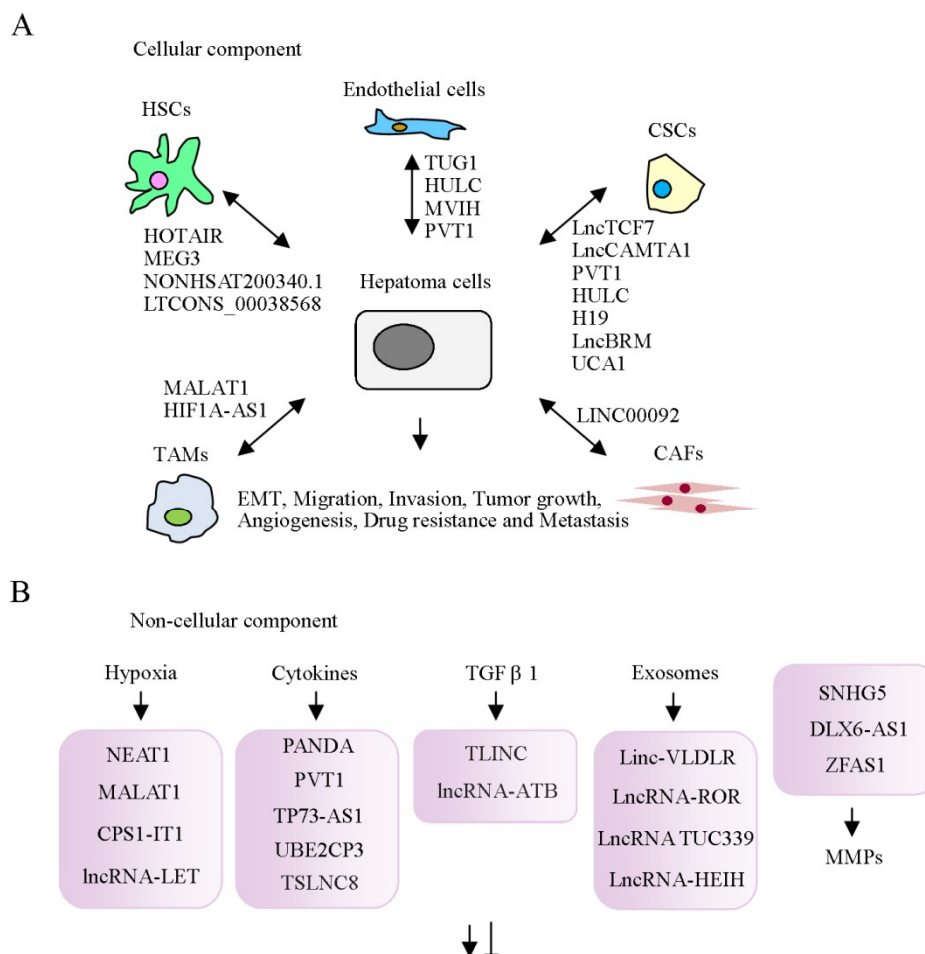 A
Cellular component
Endothelial cells
HSCs
CSCs
TUG1
HULC
MVIH
PVT1
HOTAIR
MEG3
NONHSAT200340.1
LTCONS_00038568
LncTCF7
LncCAMTA1
PVT1
HULC
H19
LncBRM
UCA1
Hepatoma cells
MALAT1
HIF1A-AS1
LINC00092
TAMs
CAFs
EMT, Migration, Invasion, Tumor growth,
Angiogenesis, Drug resistance and Metastasis
B
Non-cellular component
Hypoxia
NEAT1
MALAT1
CPS1-IT1
lncRNA-LET
Cytokines
PANDA
PVT1
TP73-AS1
UBE2CP3
TSLNC8
TGF β 1
TLINC
lncRNA-ATB
Exosomes
Linc-VLDLR
LncRNA-ROR
LncRNA TUC339
LncRNA-HEIH
SNHG5
DLX6-AS1
ZFAS1
MMPs